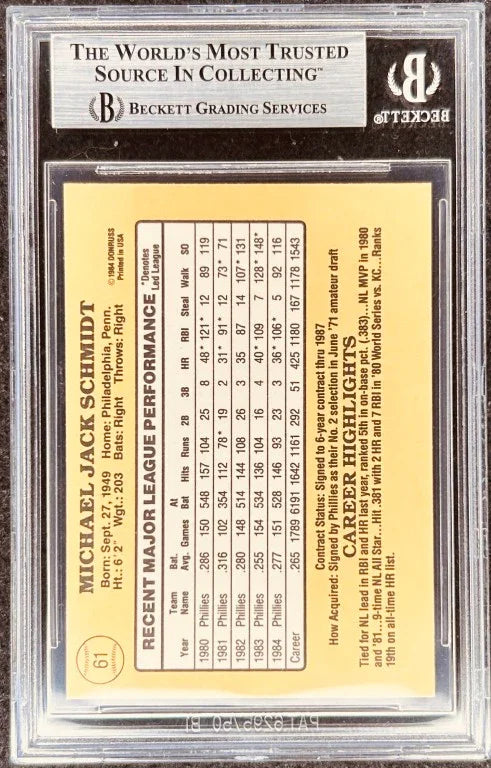 THE WORLD'S MOST TRUSTED
SOURCE IN COLLECTING™
BECKETT GRADING SERVICES
B
BECKETT®
61
MICHAEL JACK SCHMIDT
Born: Sept. 27, 1949 Home: Philadelphia, Penn.
Ht.: 6'2" Wgt.: 203 Bats: Right Throws: Right
© 1984 DONRUSS
Printed in USA
RECENT MAJOR LEAGUE PERFORMANCE
*Denotes
Led League
Year Team Name Bat. Avg. Games At Bat Hits Runs 2B 3B HR RBI Steal Walk SO
1980 Phillies .286 150 548 157 104 25 8 48* 121* 12 89 119
1981 Phillies .316 102 354 112 78* 19 2 31* 91* 12 73* 71
1982 Phillies .280 148 514 144 108 26 3 35 87 14 107* 131
1983 Phillies .255 154 534 136 104 16 4 40* 109 7 128* 148*
1984 Phillies .277 151 528 146 93 23 3 36* 106* 5 92 116
Career .265 1789 6191 1642 1161 292 51 425 1180 167 1178 1543
Contract Status: Signed to 6-year contract thru 1987
How Acquired: Signed by Phillies as their No. 2 selection in June '71 amateur draft
CAREER HIGHLIGHTS
Tied for NL lead in RBI and HR last year, ranked 5th in on-base pct. (.383)...NL MVP in 1980
and '81...9-time NL All Star...Hit .381 with 2 HR and 7 RBI in '80 World Series vs. KC...Ranks
19th on all-time HR list.